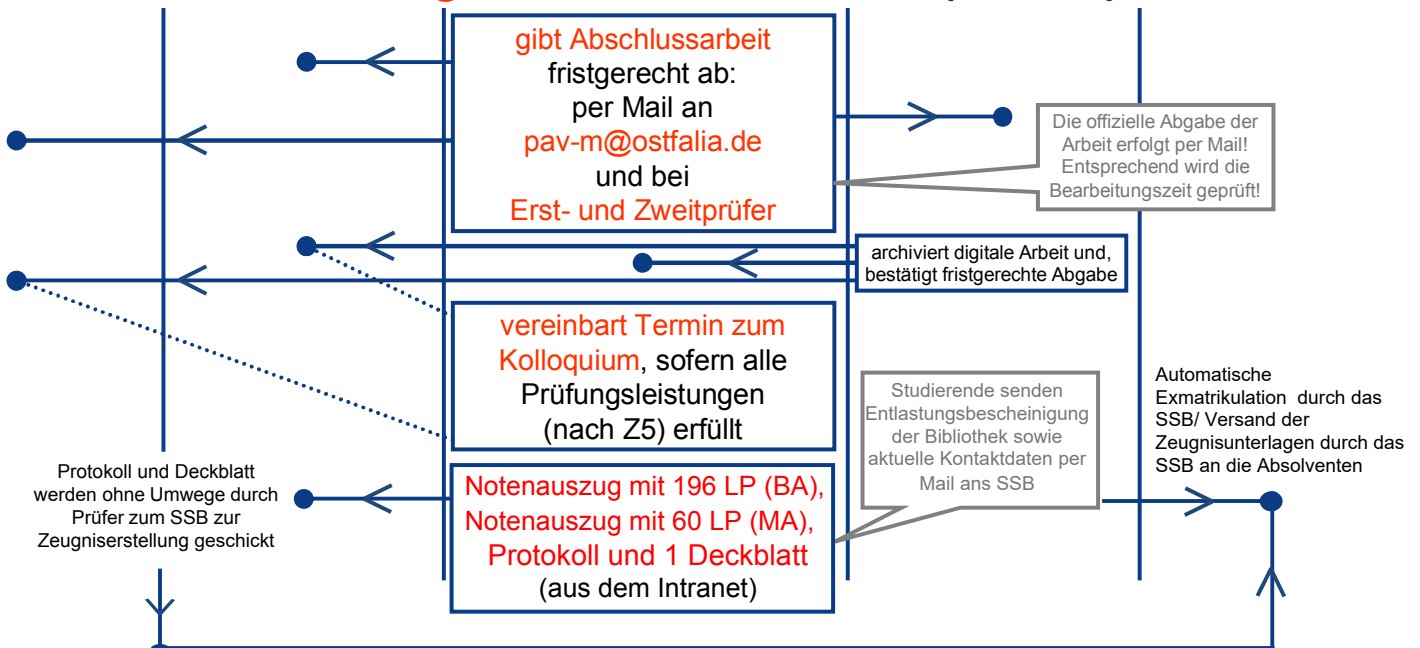 gibt Abschlussarbeit
fristgerecht ab:
per Mail an
pav-m@ostfalia.de
und bei
Erst- und Zweitprüfer
Die offizielle Abgabe der
Arbeit erfolgt per Mail!
Entsprechend wird die
Bearbeitungszeit geprüft!
archiviert digitale Arbeit und,
bestätigt fristgerechte Abgabe
vereinbart Termin zum
Kolloquium, sofern alle
Prüfungsleistungen
(nach Z5) erfüllt
Studierende senden
Entlastungsbescheinigung
der Bibliothek sowie
aktuelle Kontaktdaten per
Mail ans SSB
Automatische
Exmatrikulation durch das
SSB/ Versand der
Zeugnisunterlagen durch das
SSB an die Absolventen
Protokoll und Deckblatt
werden ohne Umwege durch
Prüfer zum SSB zur
Zeugniserstellung geschickt
Notenauszug mit 196 LP (BA),
Notenauszug mit 60 LP (MA),
Protokoll und 1 Deckblatt
(aus dem Intranet)